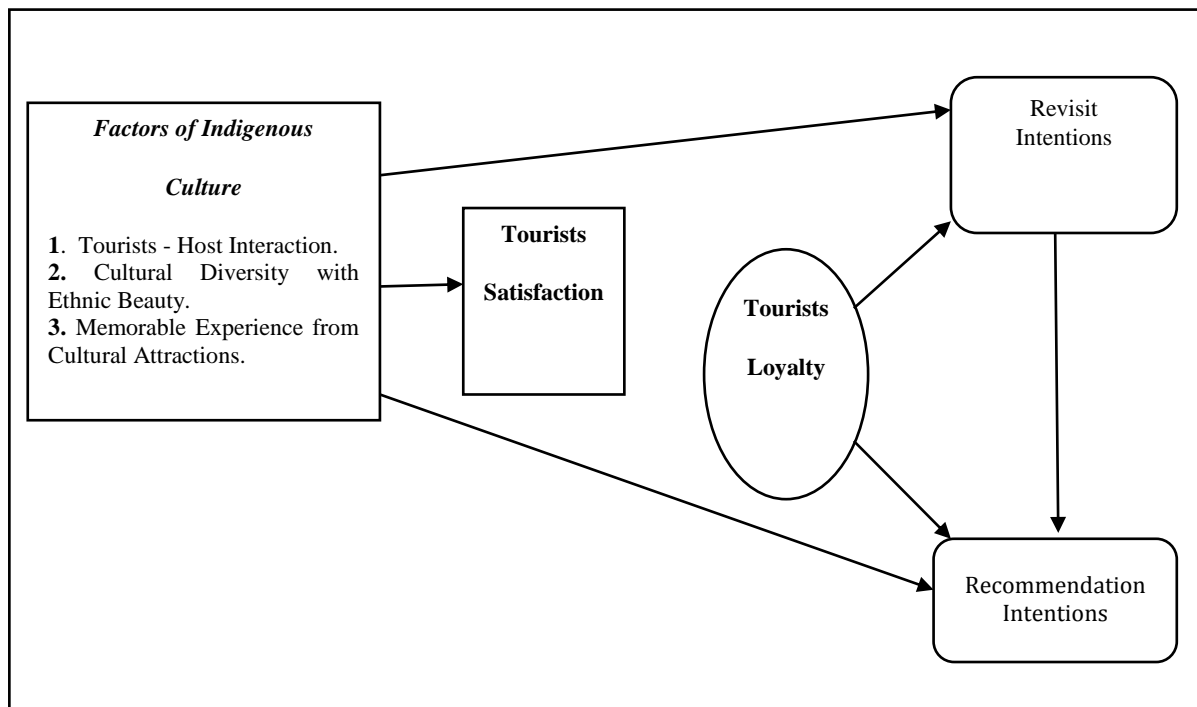 Factors of Indigenous
Culture
1. Tourists - Host Interaction.
2. Cultural Diversity with
Ethnic Beauty.
3. Memorable Experience from
Cultural Attractions.
Tourists
Satisfaction
Tourists
Loyalty
Revisit
Intentions
Recommendation
Intentions